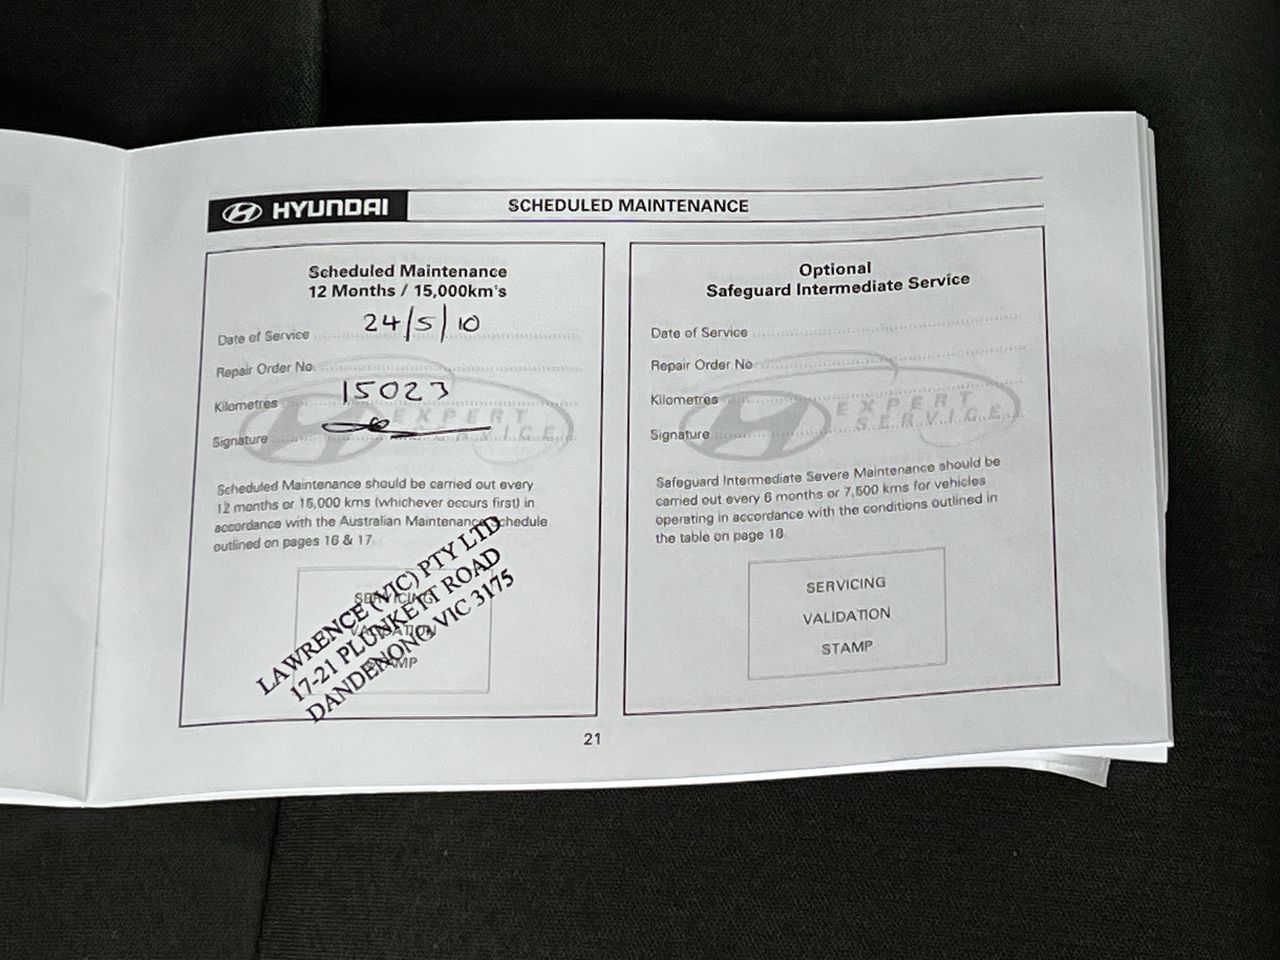 HYUNDAI
SCHEDULED MAINTENANCE
Scheduled Maintenance
12 Months / 15,000km's
Date of Service 24/5/10
Repair Order No.
Kilometres 15023
Signature
EXPERT
SERVICE
Scheduled Maintenance should be carried out every
12 months or 15,000 kms (whichever occurs first) in
accordance with the Australian Maintenance Schedule
outlined on pages 16 & 17.
SERVICING
VALIDATION
STAMP
LAWRENCE (VIC) PTY LTD
17-21 PLUNKETT ROAD
DANDENONG VIC 3175
Optional
Safeguard Intermediate Service
Date of Service
Repair Order No
Kilometres
Signature
EXPERT
SERVICE
Safeguard Intermediate Severe Maintenance should be
carried out every 6 months or 7,500 kms for vehicles
operating in accordance with the conditions outlined in
the table on page 18.
SERVICING
VALIDATION
STAMP
21